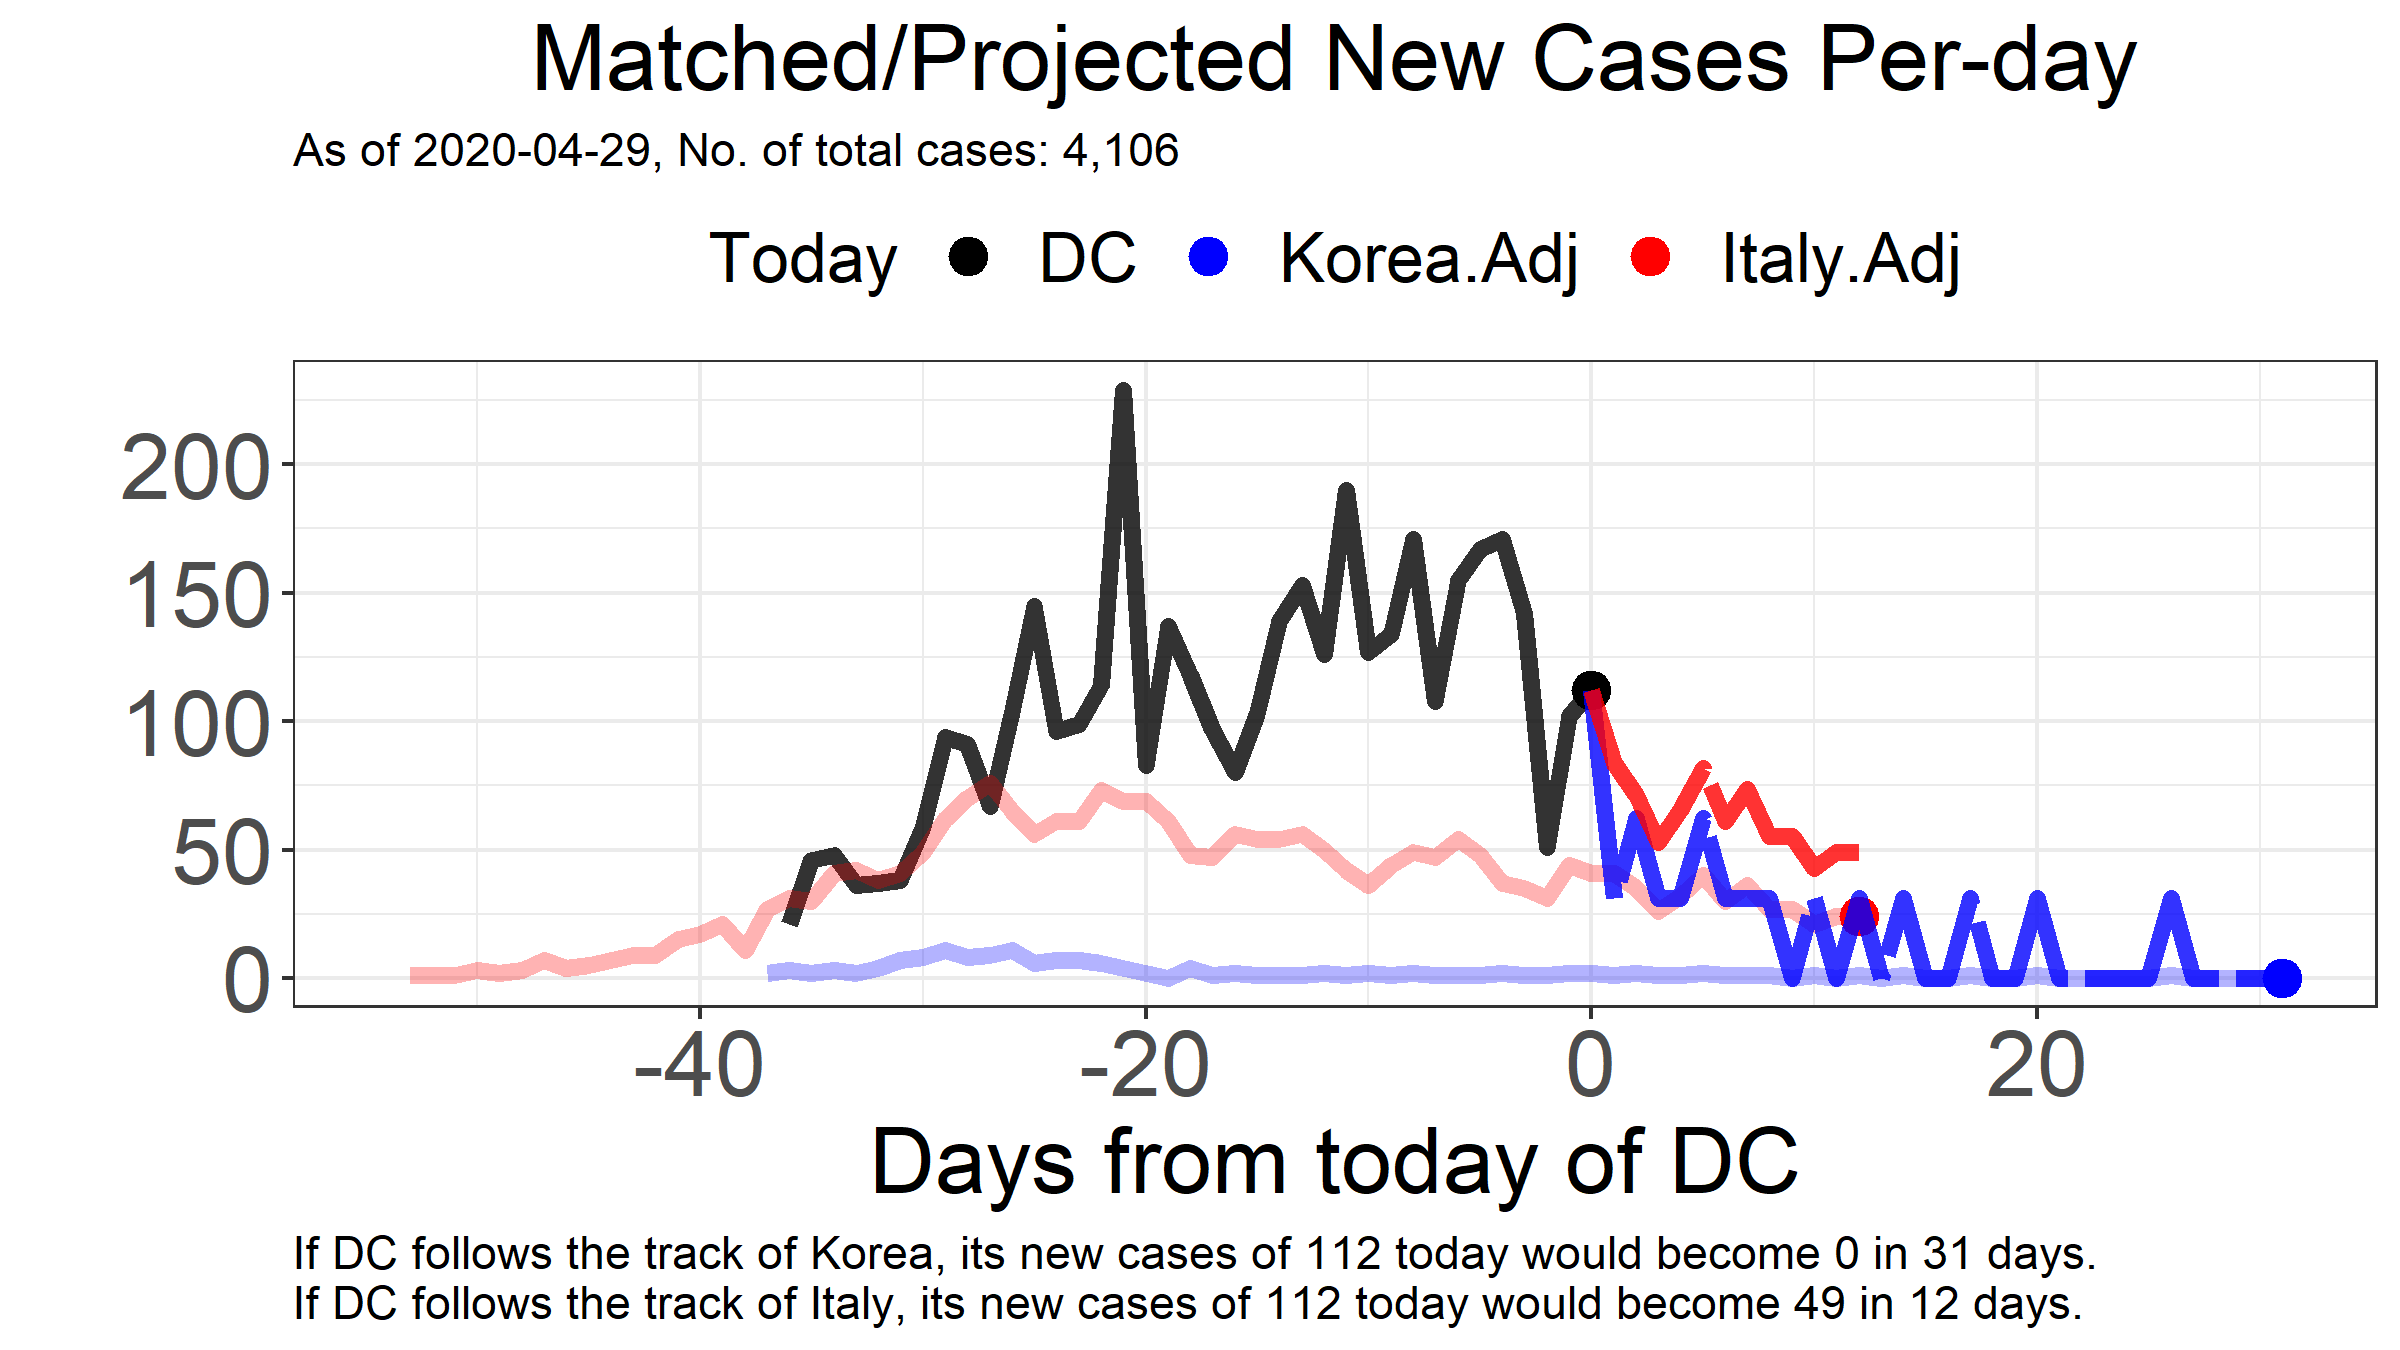 Matched/Projected New Cases Per-day
As of 2020-04-29, No. of total cases: 4,106
Today DC Korea.Adj Italy.Adj
200
150
100
50
0
-40 -20 0 20
Days from today of DC
If DC follows the track of Korea, its new cases of 112 today would become 0 in 31 days.
If DC follows the track of Italy, its new cases of 112 today would become 49 in 12 days.